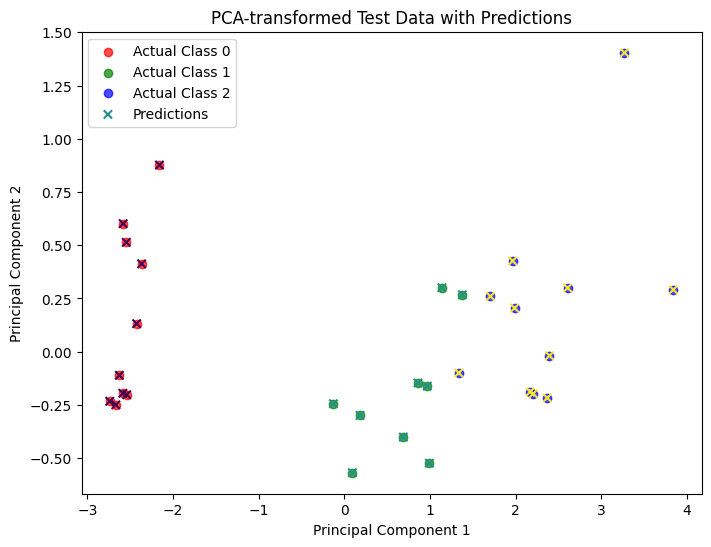 PCA-transformed Test Data with Predictions
Actual Class 0
Actual Class 1
Actual Class 2
Predictions
1.50
1.25
1.00
0.75
0.50
0.25
0.00
−0.25
−0.50
Principal Component 2
−3
−2
−1
0
1
2
3
4
Principal Component 1